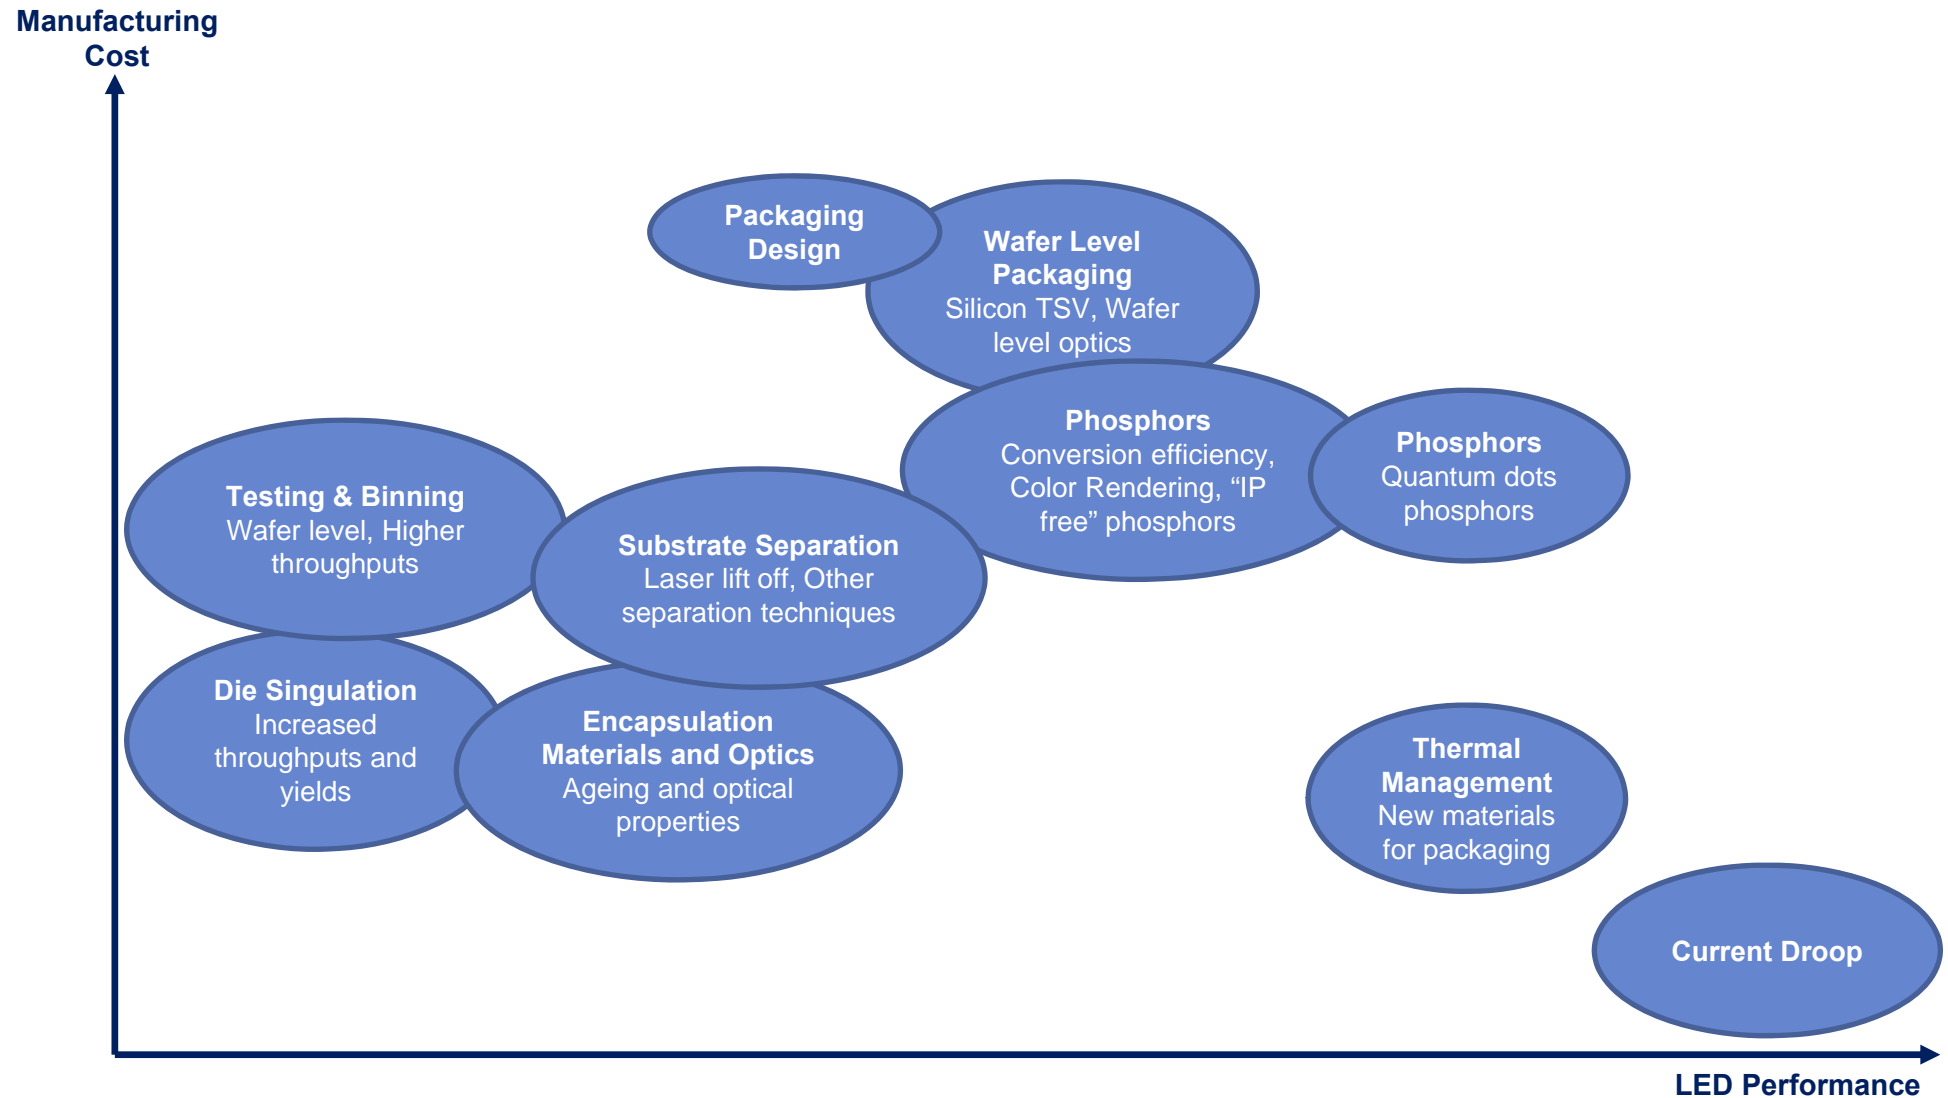 Manufacturing
Cost
Packaging
Design
Wafer Level
Packaging
Silicon TSV, Wafer
level optics
Phosphors
Conversion efficiency,
Color Rendering, “IP
free” phosphors
Phosphors
Quantum dots
phosphors
Testing & Binning
Wafer level, Higher
throughputs
Substrate Separation
Laser lift off, Other
separation techniques
Die Singulation
Increased
throughputs and
yields
Encapsulation
Materials and Optics
Ageing and optical
properties
Thermal
Management
New materials
for packaging
Current Droop
LED Performance